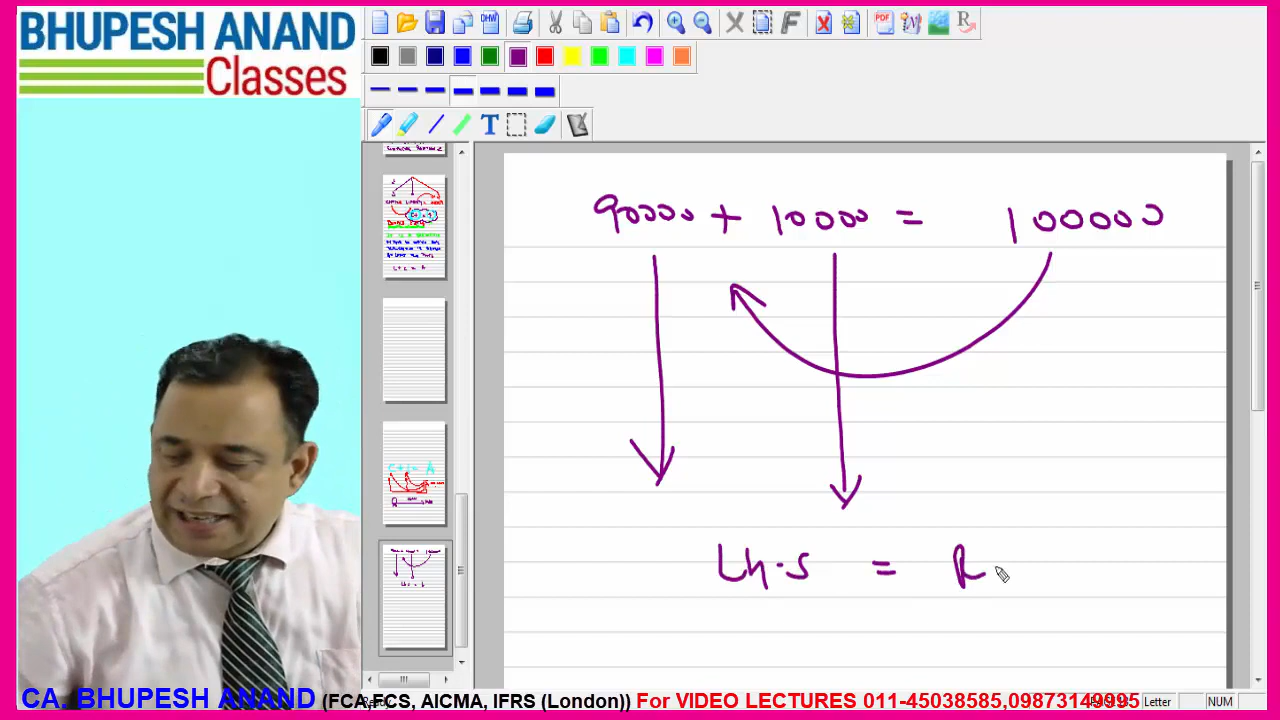 BHUPESH ANAND
Classes
90000 + 10000 = 100000
Lh.s = R
C + L = A
CA. BHUPESH ANAND (FCA,FCS, AICMA, IFRS (London)) For VIDEO LECTURES 011-45038585,09873149995
Letter NUM